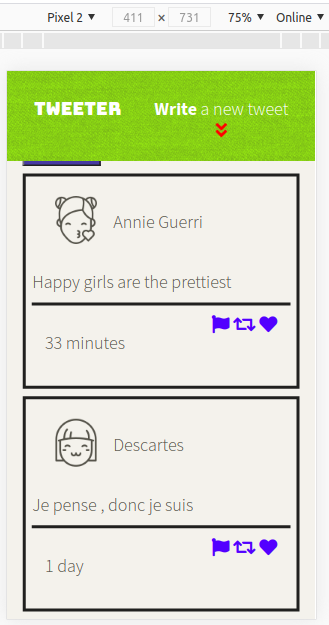 Pixel 2 ▼ 411 × 731 75% ▼ Online ▼
TWEETER Write a new tweet
Annie Guerri
Happy girls are the prettiest
33 minutes
Descartes
Je pense , donc je suis
1 day